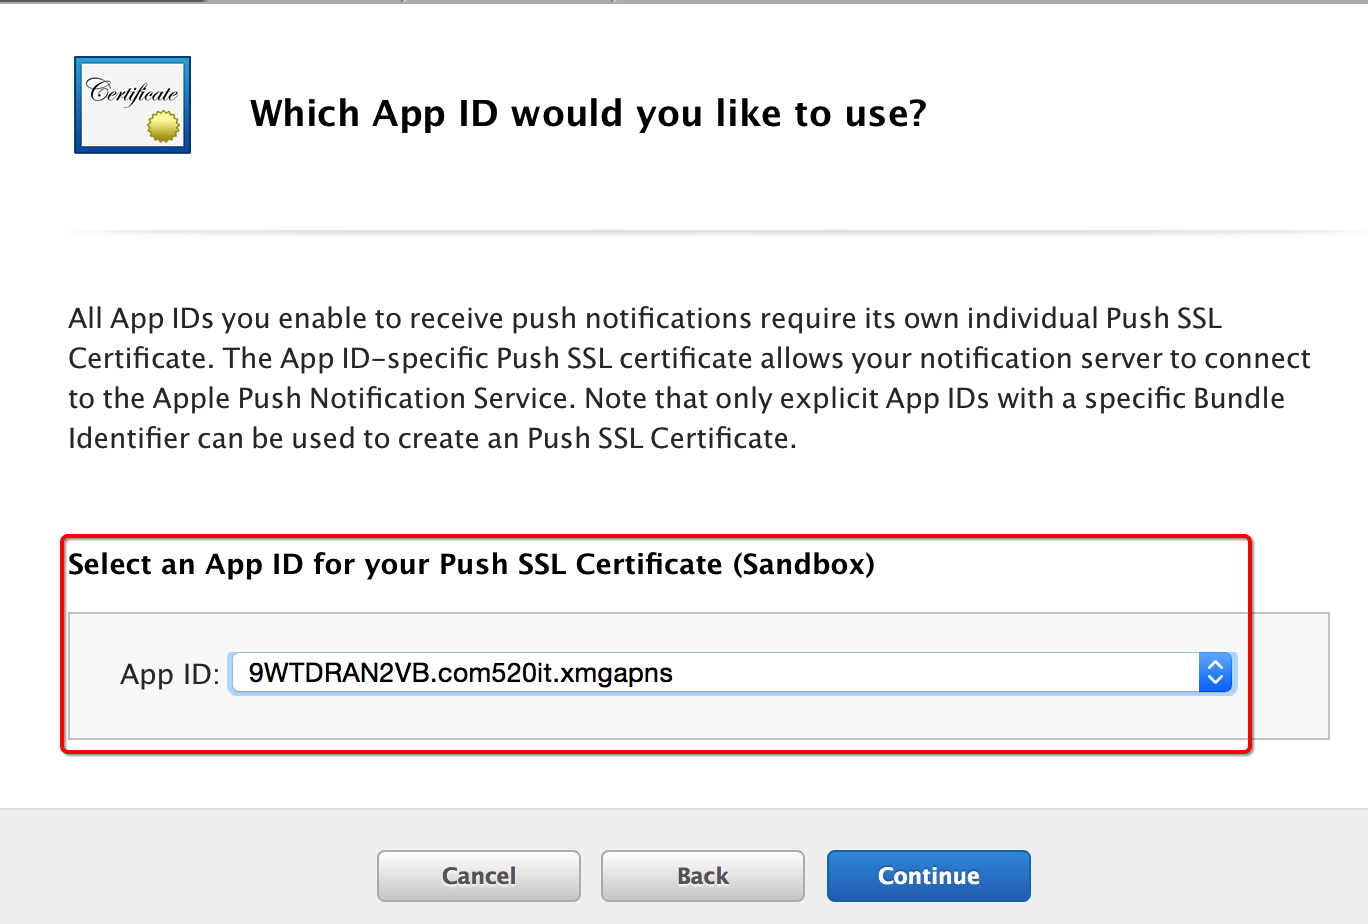 Certificate
Which App ID would you like to use?
All App IDs you enable to receive push notifications require its own individual Push SSL
Certificate. The App ID-specific Push SSL certificate allows your notification server to connect
to the Apple Push Notification Service. Note that only explicit App IDs with a specific Bundle
Identifier can be used to create an Push SSL Certificate.
Select an App ID for your Push SSL Certificate (Sandbox)
App ID: 9WTDRAN2VB.com520it.xmgapns
Cancel Back Continue